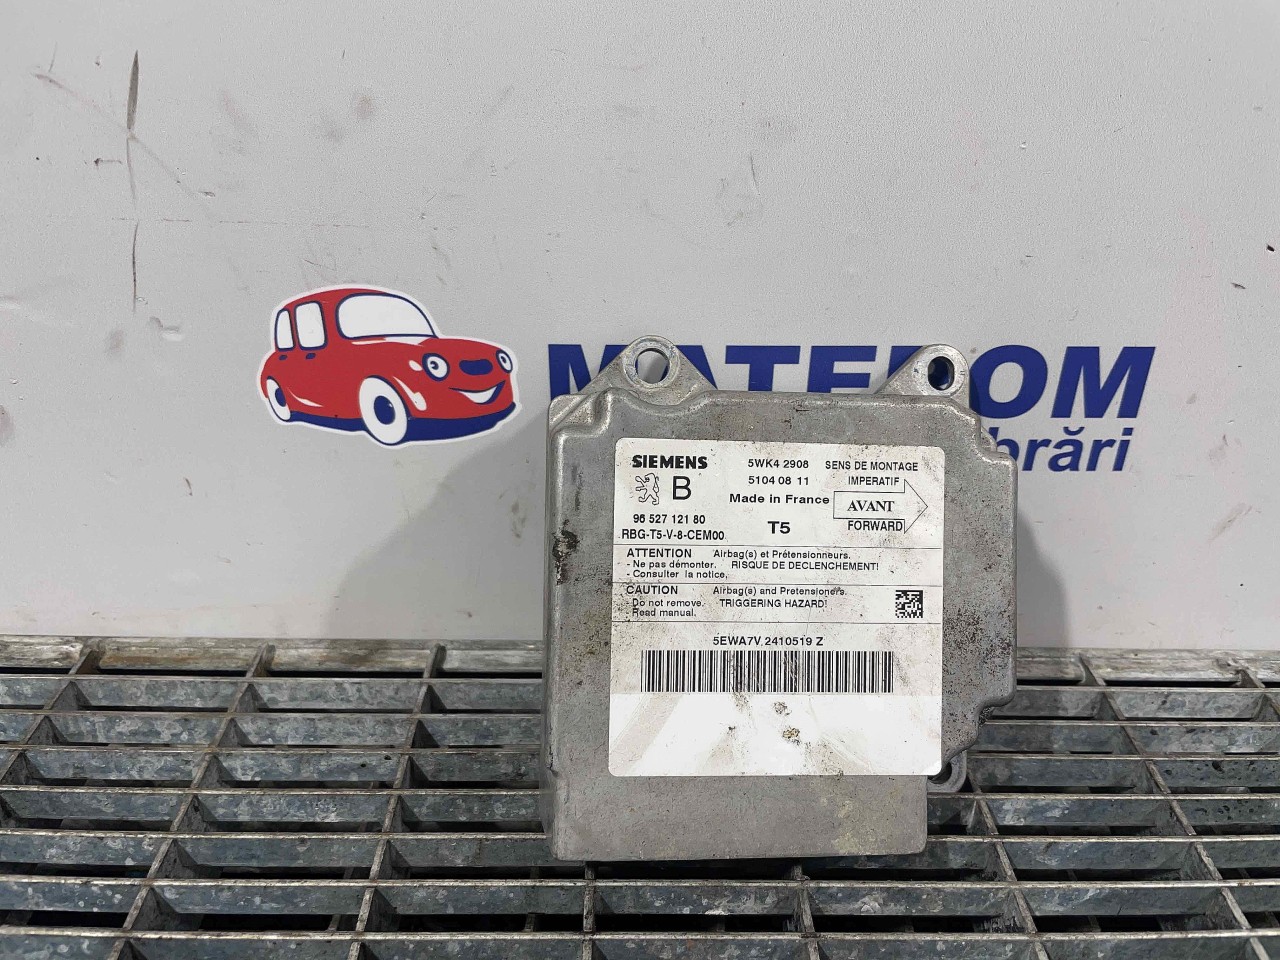 SIEMENS
B
96 527 121 80
RBG-T5-V-8-CEM00
5WK4 2908
5104 08 11
Made in France
T5
SENS DE MONTAGE
IMPERATIF
AVANT
FORWARD
ATTENTION Airbag(s) et Prétensionneurs.
- Ne pas démonter. RISQUE DE DECLENCHEMENT!
- Consulter la notice.
CAUTION Airbag(s) and Pretensioners.
- Do not remove. TRIGGERING HAZARD!
Read manual.
5EWA7V,2410519 Z